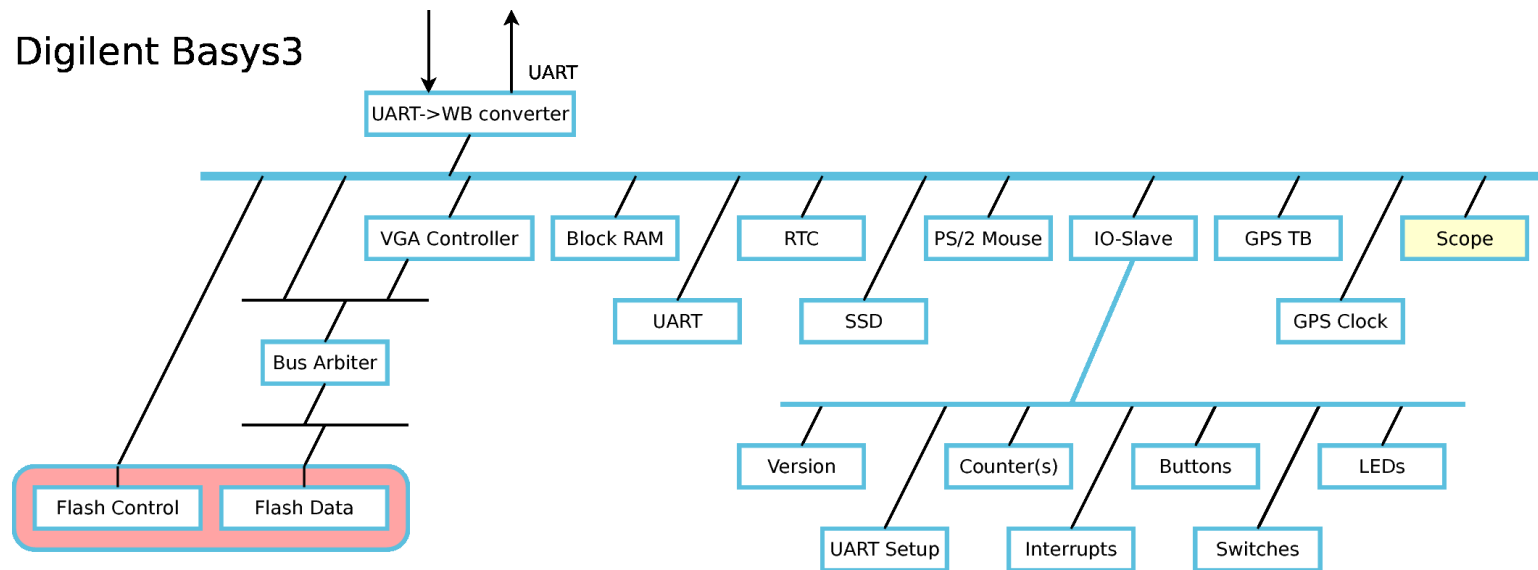 Digilent Basys3
UART
UART->WB converter
VGA Controller
Block RAM
RTC
PS/2 Mouse
IO-Slave
GPS TB
Scope
UART
SSD
GPS Clock
Bus Arbiter
Version
Counter(s)
Buttons
LEDs
Flash Control
Flash Data
UART Setup
Interrupts
Switches